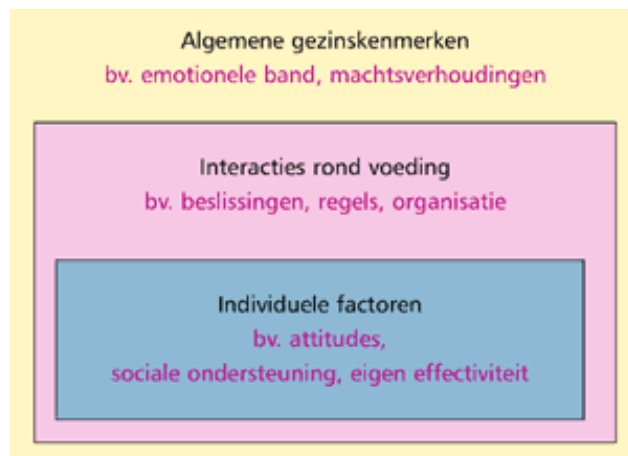 Algemene gezinskenmerken
bv. emotionele band, machtsverhoudingen
Interacties rond voeding
bv. beslissingen, regels, organisatie
Individuele factoren
bv. attitudes,
sociale ondersteuning, eigen effectiviteit